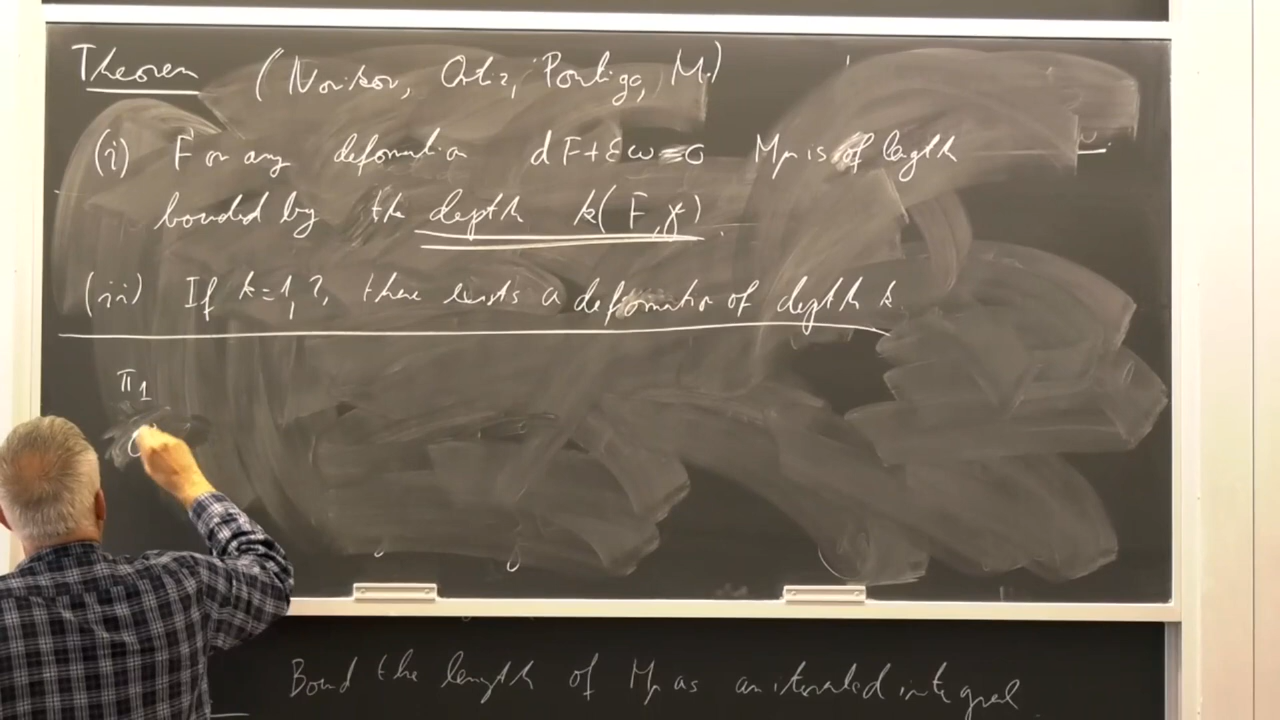 Theorem (Novikov, Ortiz, Pontigo, M.)
(i) For any deformation dF+εω=0 Mμ is of length
bounded by the depth k(F,γ).
(ii) If k=1,2, there exists a deformation of depth k.
π₁
Bound the length of Mμ as an iterated integral